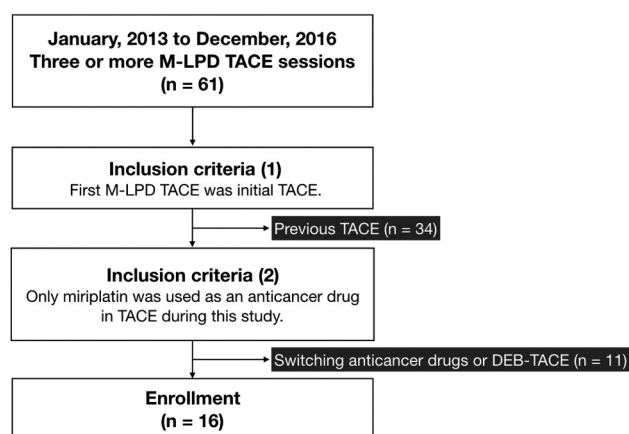 January, 2013 to December, 2016
Three or more M-LPD TACE sessions
(n = 61)
Inclusion criteria (1)
First M-LPD TACE was initial TACE.
Previous TACE (n = 34)
Inclusion criteria (2)
Only miriplatin was used as an anticancer drug
in TACE during this study.
Switching anticancer drugs or DEB-TACE (n = 11)
Enrollment
(n = 16)